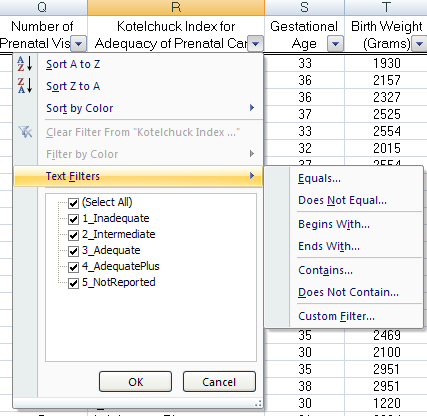 Q R S T
Number of Kotelchuck Index for Gestational Birth Weight
Prenatal Vis Adequacy of Prenatal Car Age (Grams)
33 1930
36 2157
36 2327
37 2525
33 2554
32 2015
37 2554
Sort A to Z
Sort Z to A
Sort by Color
Clear Filter From "Kotelchuck Index ..."
Filter by Color
Text Filters
(Select All)
1_Inadequate
2_Intermediate
3_Adequate
4_AdequatePlus
5_NotReported
OK Cancel
Equals...
Does Not Equal...
Begins With...
Ends With...
Contains...
Does Not Contain...
Custom Filter...
35 2469
30 2100
35 2951
38 2951
30 1220